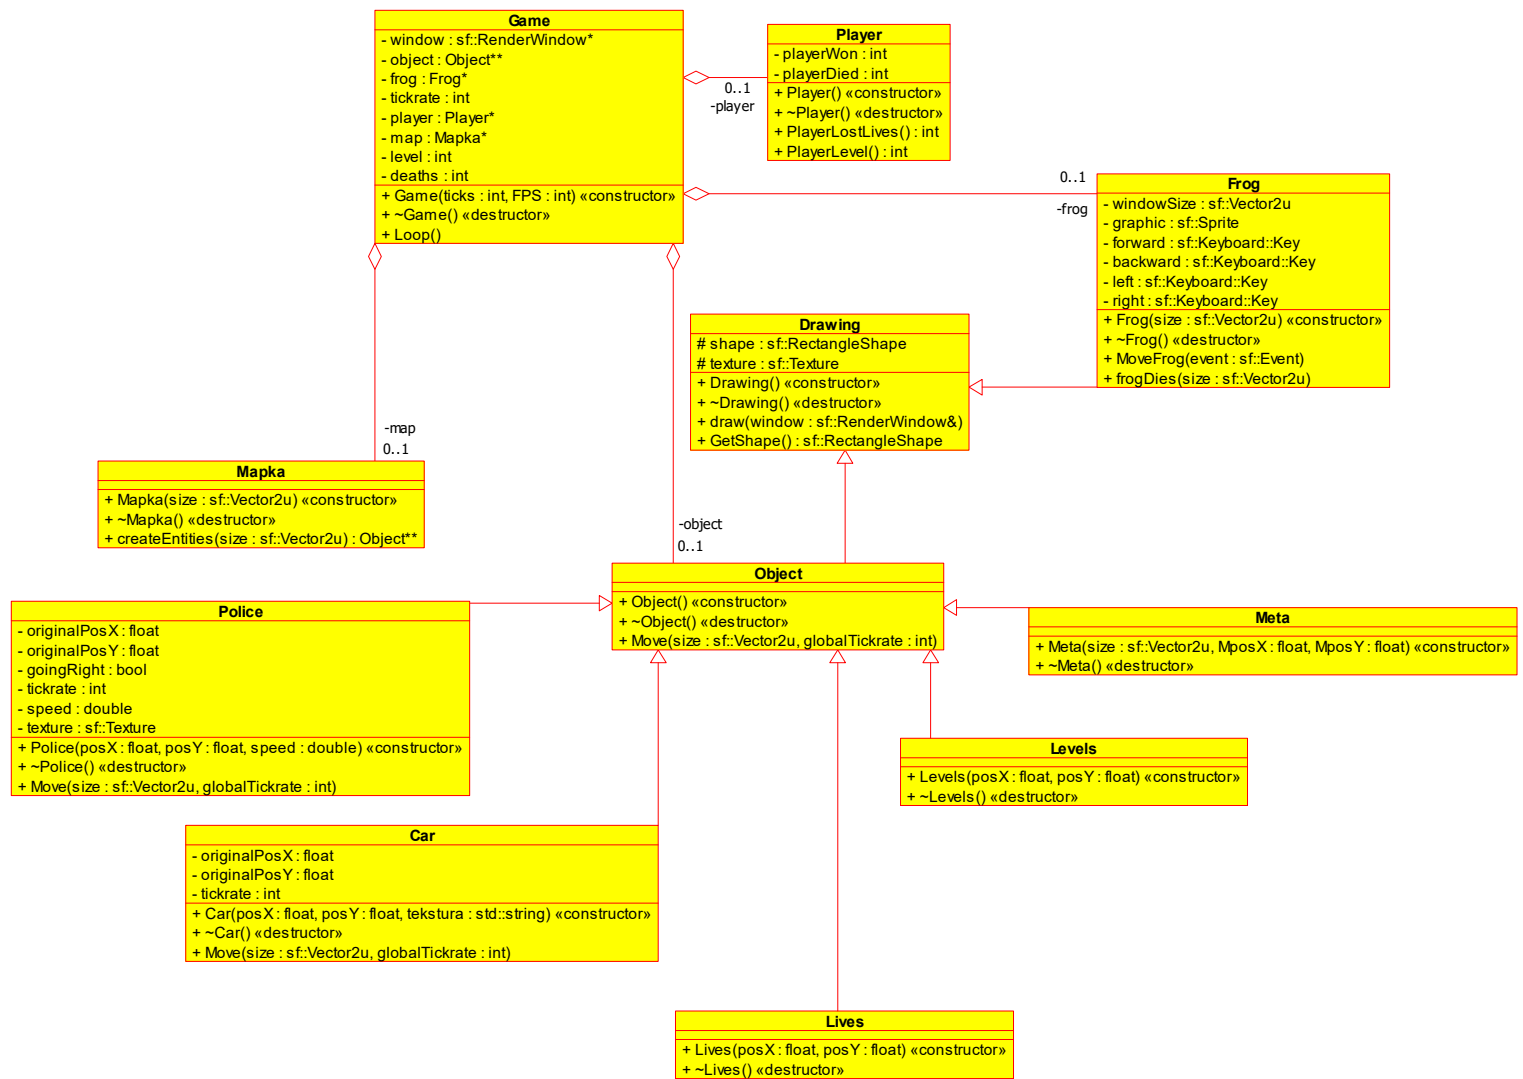 Game
- window : sf::RenderWindow*
- object : Object**
- frog : Frog*
- tickrate : int
- player : Player*
- map : Mapka*
- level : int
- deaths : int
+ Game(ticks : int, FPS : int) «constructor»
+ ~Game() «destructor»
+ Loop()
Player
- playerWon : int
- playerDied : int
+ Player() «constructor»
+ ~Player() «destructor»
+ PlayerLostLives() : int
+ PlayerLevel() : int
0..1
-player
0..1
-frog
Frog
- windowSize : sf::Vector2u
- graphic : sf::Sprite
- forward : sf::Keyboard::Key
- backward : sf::Keyboard::Key
- left : sf::Keyboard::Key
- right : sf::Keyboard::Key
+ Frog(size : sf::Vector2u) «constructor»
+ ~Frog() «destructor»
+ MoveFrog(event : sf::Event)
+ frogDies(size : sf::Vector2u)
Drawing
# shape : sf::RectangleShape
# texture : sf::Texture
+ Drawing() «constructor»
+ ~Drawing() «destructor»
+ draw(window : sf::RenderWindow&)
+ GetShape() : sf::RectangleShape
-map
0..1
Mapka
+ Mapka(size : sf::Vector2u) «constructor»
+ ~Mapka() «destructor»
+ createEntities(size : sf::Vector2u) : Object**
-object
0..1
Object
+ Object() «constructor»
+ ~Object() «destructor»
+ Move(size : sf::Vector2u, globalTickrate : int)
Police
- originalPosX : float
- originalPosY : float
- goingRight : bool
- tickrate : int
- speed : double
- texture : sf::Texture
+ Police(posX : float, posY : float, speed : double) «constructor»
+ ~Police() «destructor»
+ Move(size : sf::Vector2u, globalTickrate : int)
Meta
+ Meta(size : sf::Vector2u, MposX : float, MposY : float) «constructor»
+ ~Meta() «destructor»
Levels
+ Levels(posX : float, posY : float) «constructor»
+ ~Levels() «destructor»
Car
- originalPosX : float
- originalPosY : float
- tickrate : int
+ Car(posX : float, posY : float, tekstura : std::string) «constructor»
+ ~Car() «destructor»
+ Move(size : sf::Vector2u, globalTickrate : int)
Lives
+ Lives(posX : float, posY : float) «constructor»
+ ~Lives() «destructor»